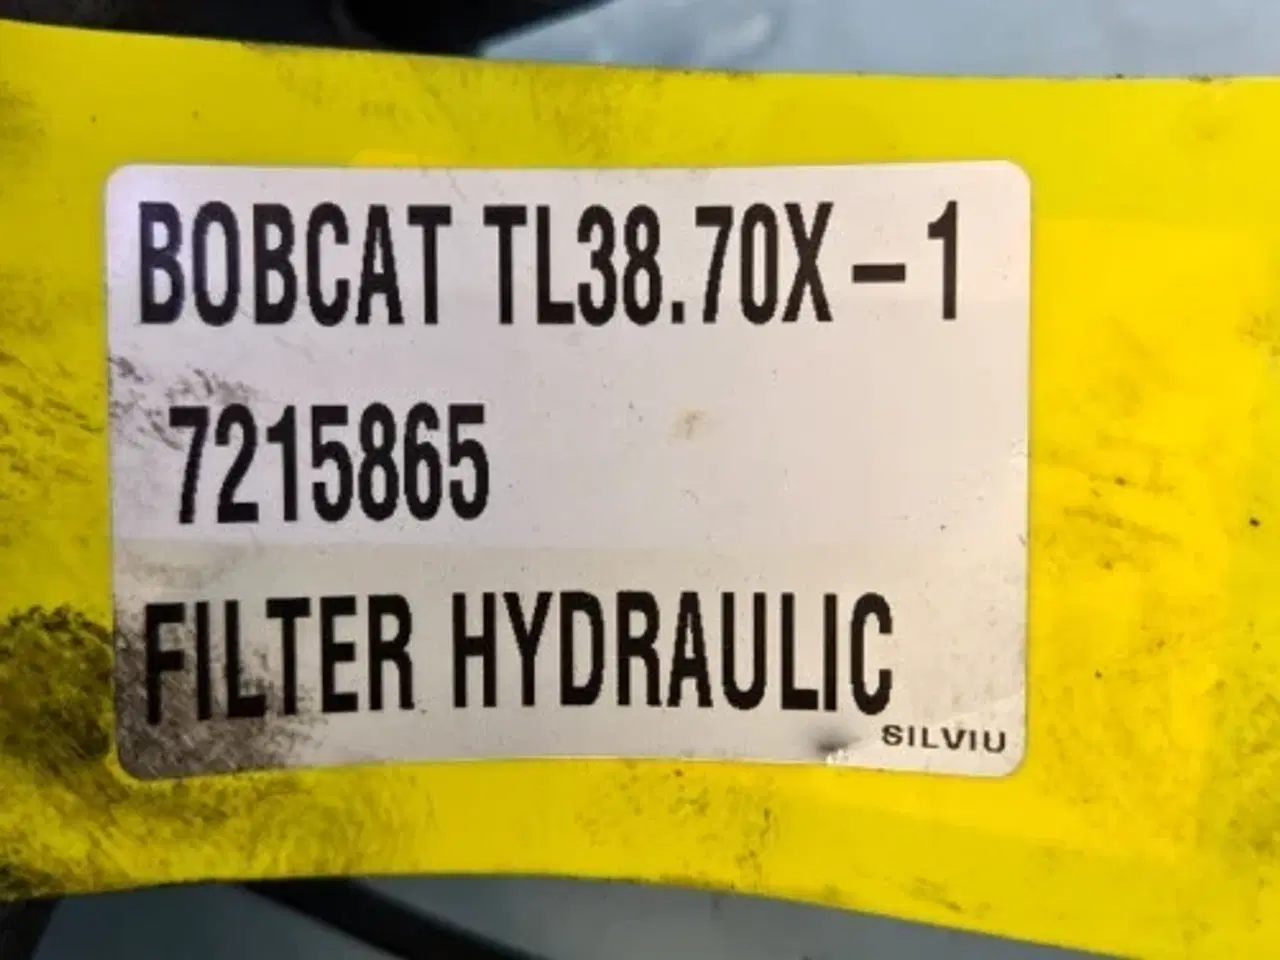 BOBCAT TL38.70X-1
7215865
FILTER HYDRAULIC
SILVIU